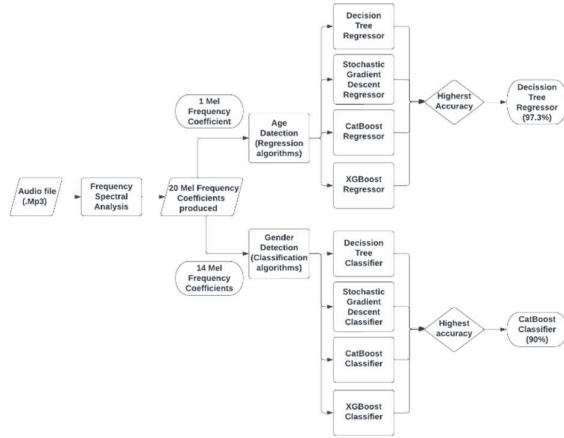 Audio file
(.Mp3)
Frequency
Spectral
Analysis
20 Mel Frequency
Coefficients
produced
1 Mel
Frequency
Coefficient
Age
Datection
(Regression
algorithms)
Decision
Tree
Regressor
Stochastic
Gradient
Descent
Regressor
CatBoost
Regressor
XGBoost
Regressor
Higherst
Accuracy
Decission
Tree
Regressor
(97.3%)
14 Mel
Frequency
Coefficients
Gender
Detection
(Classification
algorithms)
Decission
Tree
Classifier
Stochastic
Gradient
Descent
Classifier
CatBoost
Classifier
XGBoost
Classifier
Highest
accuracy
CatBoost
Classifier
(90%)